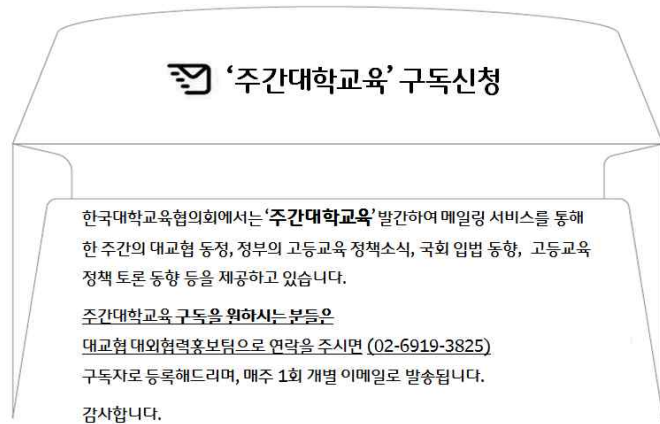 ‘주간대학교육’ 구독신청
한국대학교육협의회에서는 ‘주간대학교육’ 발간하여 메일링 서비스를 통해
한 주간의 대교협 동정, 정부의 고등교육 정책소식, 국회 입법 동향, 고등교육
정책 토론 동향 등을 제공하고 있습니다.
주간대학교육 구독을 원하시는 분들은
대교협 대외협력홍보팀으로 연락을 주시면 (02-6919-3825)
구독자로 등록해드리며, 매주 1회 개별 이메일로 발송됩니다.
감사합니다.